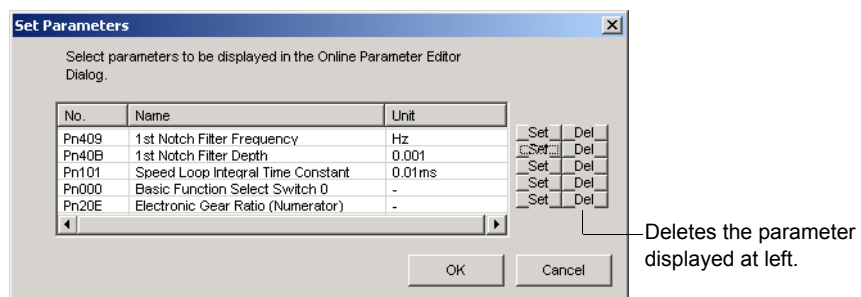 Set Parameters
Select parameters to be displayed in the Online Parameter Editor
Dialog.
No. Name Unit
Pn409 1st Notch Filter Frequency Hz Set Del
Pn40B 1st Notch Filter Depth 0.001 Set Del
Pn101 Speed Loop Integral Time Constant 0.01ms Set Del
Pn000 Basic Function Select Switch 0 - Set Del
Pn20E Electronic Gear Ratio (Numerator) - Set Del
Deletes the parameter
displayed at left.
OK Cancel